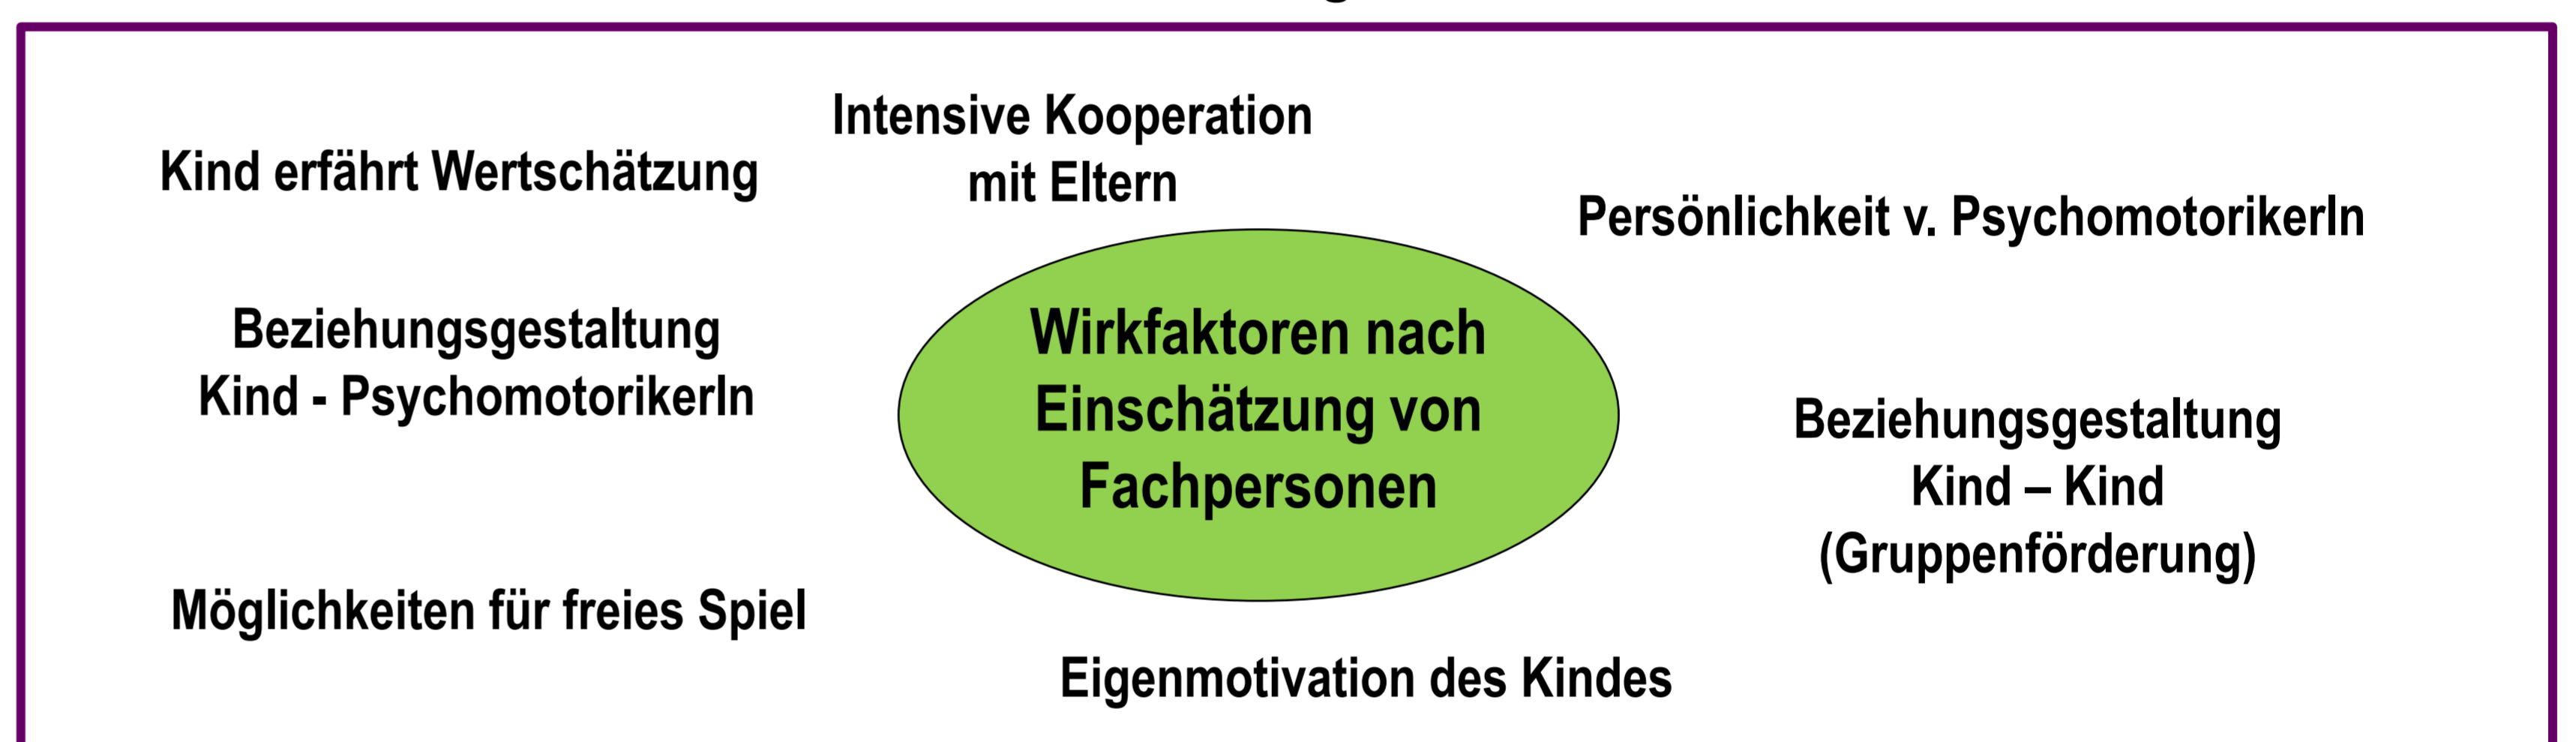 Intensive Kooperation
mit Eltern
Kind erfährt Wertschätzung
Persönlichkeit v. PsychomotorikerIn
Beziehungsgestaltung
Kind - PsychomotorikerIn
Wirkfaktoren nach
Einschätzung von
Fachpersonen
Beziehungsgestaltung
Kind – Kind
(Gruppenförderung)
Möglichkeiten für freies Spiel
Eigenmotivation des Kindes